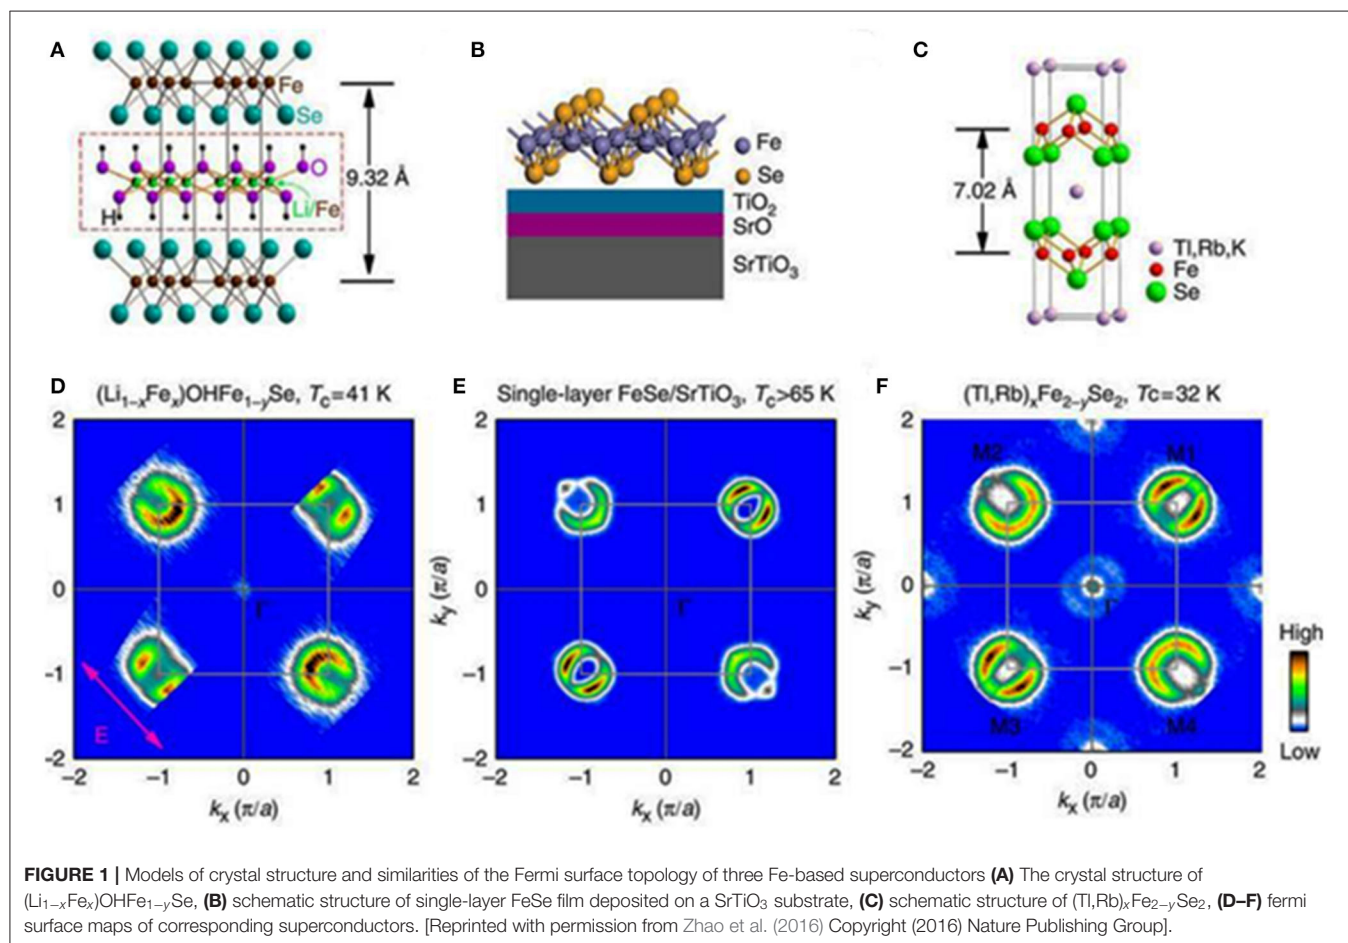 A
B
C
Fe
Se
O
Li/Fe
H
9.32 Å
Fe
Se
TiO₂
SrO
SrTiO₃
7.02 Å
Tl,Rb,K
Fe
Se
D
(Li₁₋ₓFeₓ)OHFe₁₋ᵧSe, Tc=41 K
E
Single-layer FeSe/SrTiO₃, Tc>65 K
F
(Tl,Rb)ₓFe₂₋ᵧSe₂, Tc=32 K
2
1
0
−1
−2
Γ
E
−2 −1 0 1 2
kₓ (π/a)
kᵧ (π/a)
2
1
0
−1
−2
Γ
−2 −1 0 1 2
kₓ (π/a)
kᵧ (π/a)
2
1
0
−1
−2
M2
M1
Γ
M3
M4
−2 −1 0 1 2
kₓ (π/a)
High
Low
FIGURE 1 | Models of crystal structure and similarities of the Fermi surface topology of three Fe-based superconductors (A) The crystal structure of
(Li₁₋ₓFeₓ)OHFe₁₋ᵧSe, (B) schematic structure of single-layer FeSe film deposited on a SrTiO₃ substrate, (C) schematic structure of (Tl,Rb)ₓFe₂₋ᵧSe₂, (D–F) fermi
surface maps of corresponding superconductors. [Reprinted with permission from Zhao et al. (2016) Copyright (2016) Nature Publishing Group].